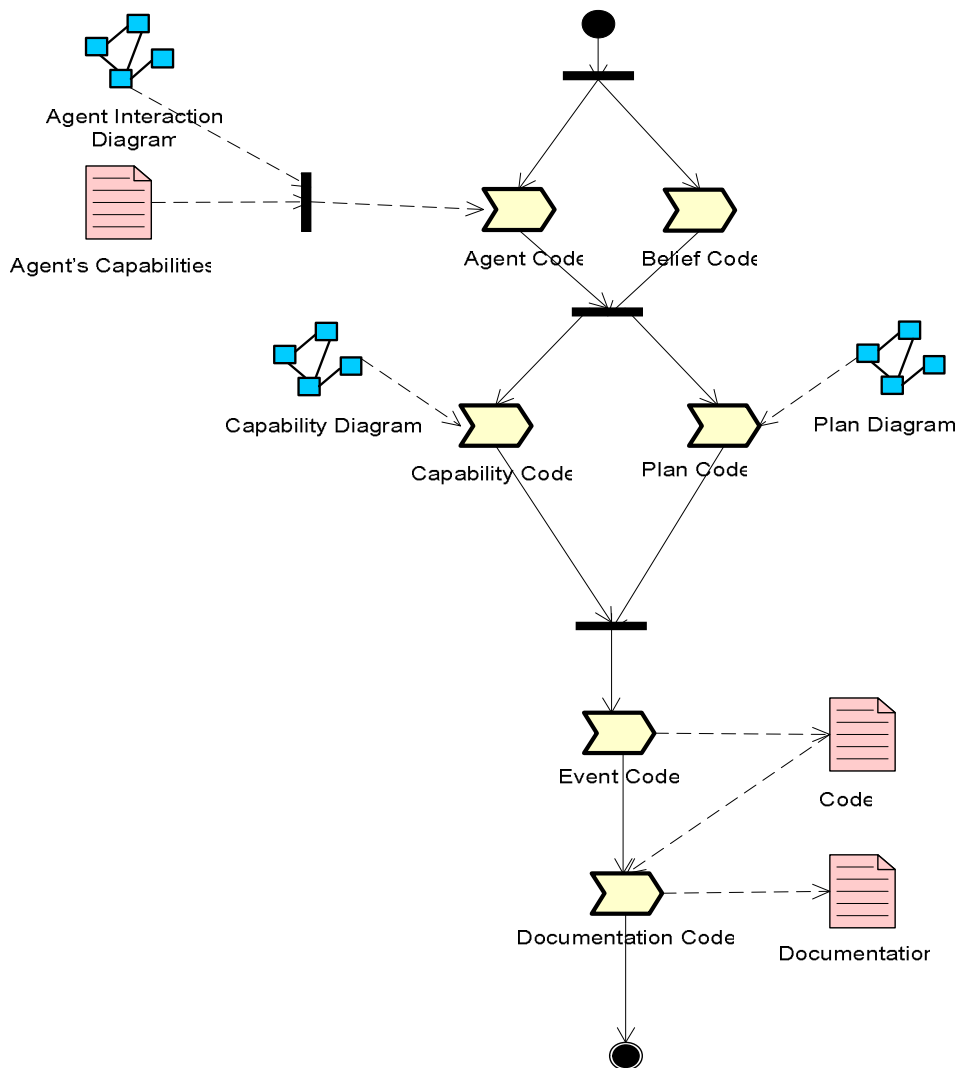 Agent Interaction
Diagram
Agent's Capabilities
Agent Code
Belief Code
Capability Diagram
Plan Diagram
Capability Code
Plan Code
Event Code
Code
Documentation Code
Documentation